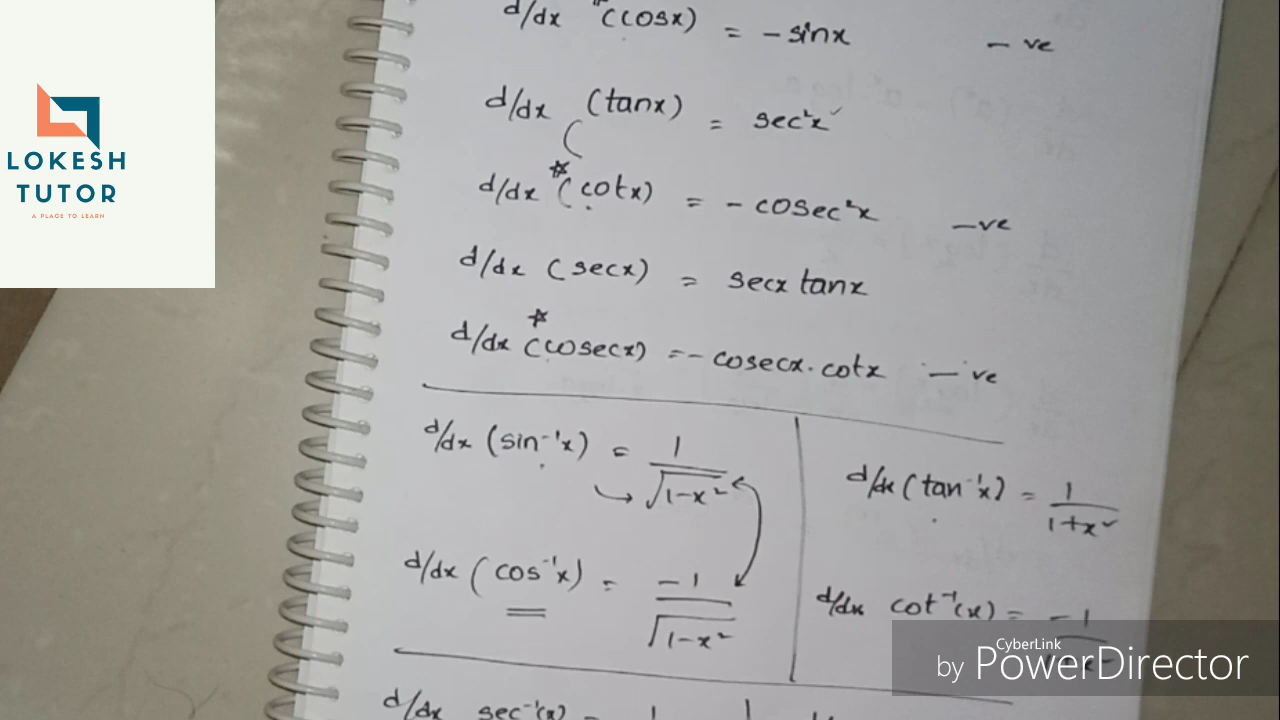 LOKESH
TUTOR
A PLACE TO LEARN
d/dx (cosx) = -sinx -ve
d/dx (tanx) = sec²x
d/dx (cotx) = -cosec²x -ve
d/dx (secx) = secx tanx
d/dx (cosecx) = - cosecx.cotx -ve
d/dx (sin⁻¹x) = 1/√1-x²
d/dx (tan⁻¹x) = 1/1+x²
d/dx (cos⁻¹x) = -1/√1-x²
d/dx cot⁻¹(x) = -1
d/dx sec⁻¹(x) = 1
CyberLink
by PowerDirector